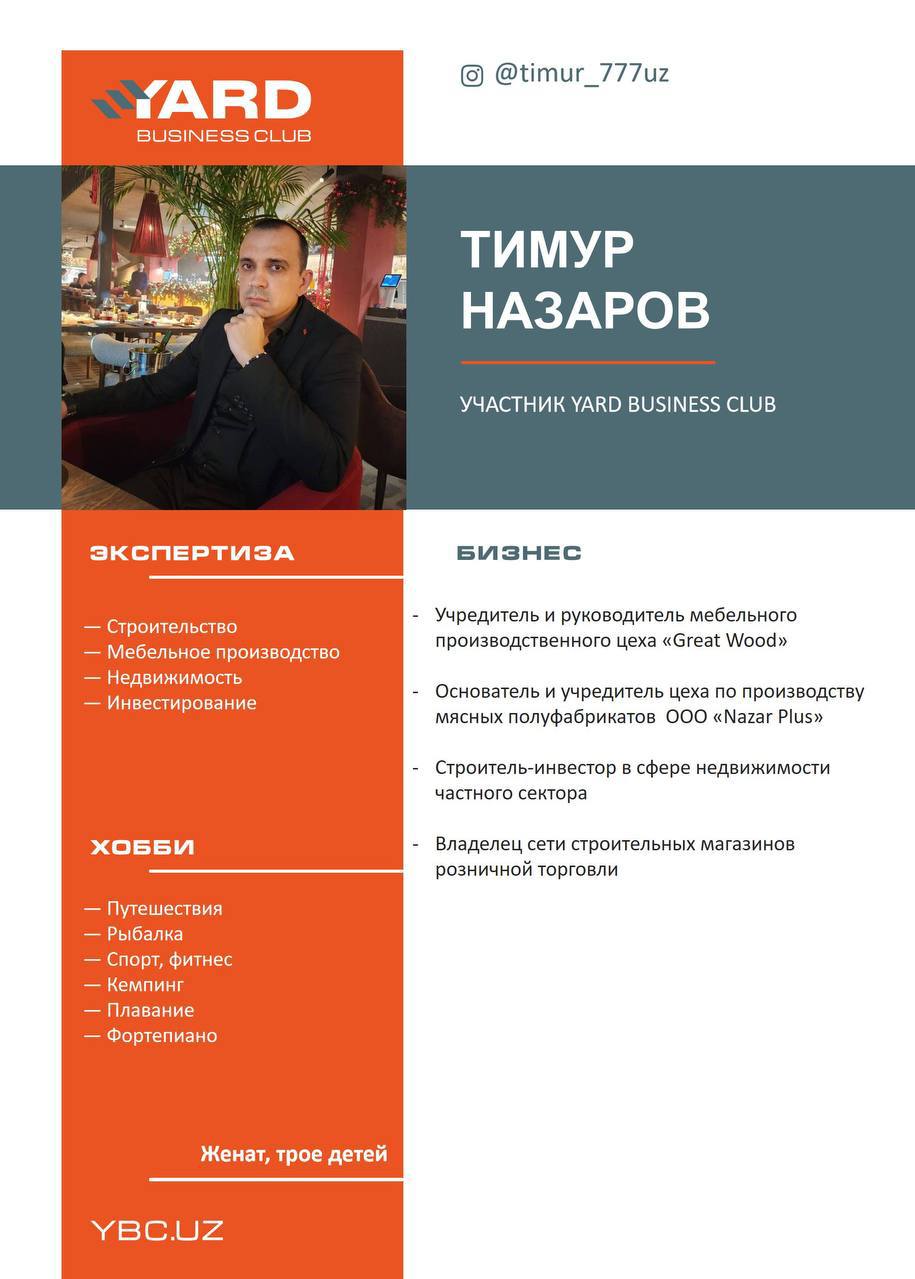 YARD
BUSINESS CLUB
@timur_777uz
ТИМУР
НАЗАРОВ
УЧАСТНИК YARD BUSINESS CLUB
ЭКСПЕРТИЗА
— Строительство
— Мебельное производство
— Недвижимость
— Инвестирование
ХОББИ
— Путешествия
— Рыбалка
— Спорт, фитнес
— Кемпинг
— Плавание
— Фортепиано
Женат, трое детей
YBC.UZ
БИЗНЕС
- Учредитель и руководитель мебельного
производственного цеха «Great Wood»
- Основатель и учредитель цеха по производству
мясных полуфабрикатов ООО «Nazar Plus»
- Строитель-инвестор в сфере недвижимости
частного сектора
- Владелец сети строительных магазинов
розничной торговли